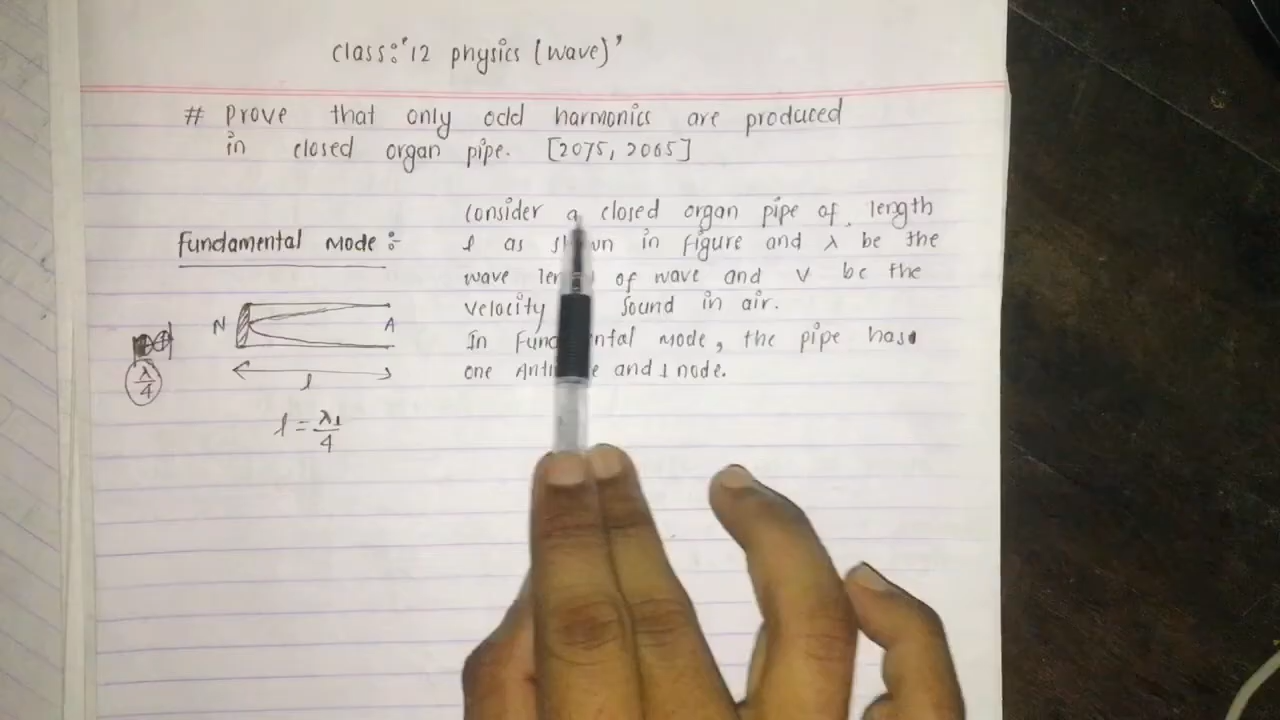 class:'12 physics (wave)'
# Prove that only odd harmonics are produced
in closed organ pipe. [2075, 2065]
Consider a closed organ pipe of length
Fundamental Mode :-
l as in figure and λ be the
wave of wave and v be the
velocity sound in air.
In Mode, the pipe has
one and 1 node.
N A
λ/4
l
l = λ1/4